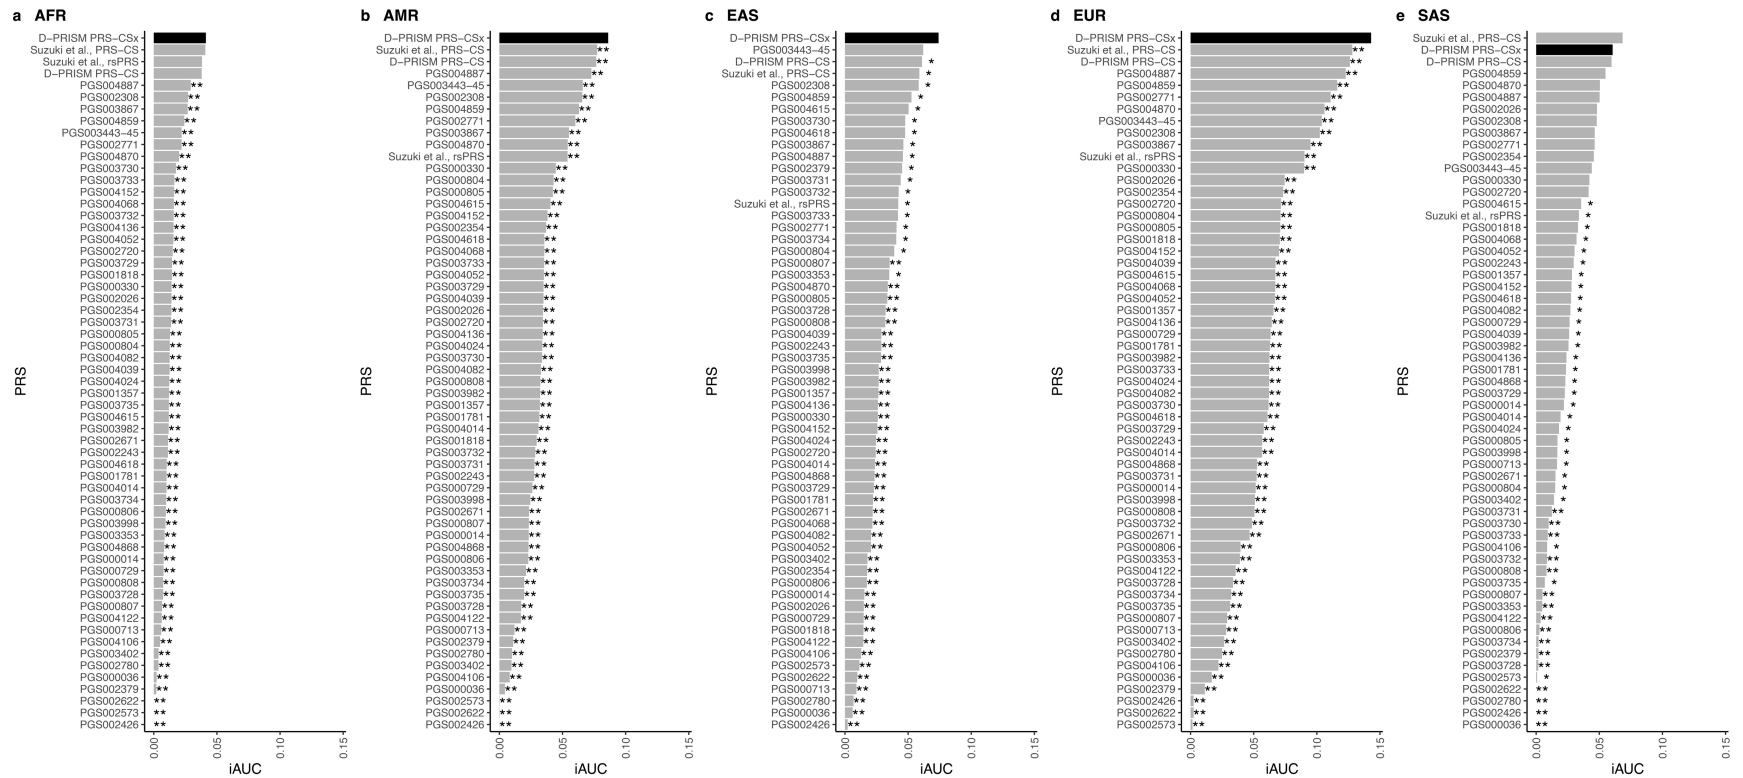 a AFR
D−PRISM PRS−CSx
Suzuki et al., PRS−CS
Suzuki et al., rsPRS
D−PRISM PRS−CS
PGS004887 **
PGS002308 **
PGS003867 **
PGS004859 **
PGS003443−45 **
PGS002771 **
PGS004870 **
PGS003730 **
PGS003733 **
PGS004152 **
PGS004068 **
PGS003732 **
PGS004136 **
PGS004052 **
PGS002720 **
PGS003729 **
PGS001818 **
PGS000330 **
PGS002026 **
PGS002354 **
PGS003731 **
PGS000805 **
PGS000804 **
PGS004082 **
PGS004039 **
PGS004024 **
PGS001357 **
PGS003735 **
PGS004615 **
PGS003982 **
PGS002671 **
PGS002243 **
PGS004618 **
PGS001781 **
PGS004014 **
PGS003734 **
PGS000806 **
PGS003998 **
PGS003353 **
PGS004868 **
PGS000014 **
PGS000729 **
PGS000808 **
PGS003728 **
PGS000807 **
PGS004122 **
PGS000713 **
PGS004106 **
PGS003402 **
PGS002780 **
PGS000036 **
PGS002379 **
PGS002622 **
PGS002573 **
PGS002426 **
PRS
0.00 0.05 0.10 0.15
iAUC
b AMR
D−PRISM PRS−CSx
Suzuki et al., PRS−CS **
D−PRISM PRS−CS **
PGS004887 **
PGS003443−45 **
PGS002308 **
PGS004859 **
PGS002771 **
PGS003867 **
PGS004870 **
Suzuki et al., rsPRS **
PGS000330 **
PGS000804 **
PGS000805 **
PGS004615 **
PGS004152 **
PGS002354 **
PGS004618 **
PGS004068 **
PGS003733 **
PGS004052 **
PGS003729 **
PGS004039 **
PGS002026 **
PGS002720 **
PGS004136 **
PGS004024 **
PGS003730 **
PGS004082 **
PGS000808 **
PGS003982 **
PGS001357 **
PGS001781 **
PGS004014 **
PGS001818 **
PGS003732 **
PGS003731 **
PGS002243 **
PGS000729 **
PGS003998 **
PGS002671 **
PGS000807 **
PGS000014 **
PGS004868 **
PGS000806 **
PGS003353 **
PGS003734 **
PGS003735 **
PGS003728 **
PGS004122 **
PGS000713 **
PGS002379 **
PGS002780 **
PGS003402 **
PGS004106 **
PGS000036 **
PGS002573 **
PGS002622 **
PGS002426 **
PRS
0.00 0.05 0.10 0.15
iAUC
c EAS
D−PRISM PRS−CSx
PGS003443−45
D−PRISM PRS−CS *
Suzuki et al., PRS−CS *
PGS002308 *
PGS004859 *
PGS004615 *
PGS003730 *
PGS004618 *
PGS003867 *
PGS004887 *
PGS002379 *
PGS003731 *
PGS003732 *
Suzuki et al., rsPRS *
PGS003733 *
PGS002771 *
PGS003734 *
PGS000804 *
PGS000807 **
PGS003353 *
PGS004870 **
PGS000805 **
PGS003728 **
PGS000808 **
PGS004039 **
PGS002243 **
PGS003735 **
PGS003998 **
PGS003982 **
PGS001357 **
PGS004136 **
PGS000330 **
PGS004152 **
PGS004024 **
PGS002720 **
PGS004014 **
PGS004868 **
PGS003729 **
PGS001781 **
PGS002671 **
PGS004068 **
PGS004082 **
PGS004052 **
PGS003402 **
PGS002354 **
PGS000806 **
PGS000014 **
PGS002026 **
PGS000729 **
PGS001818 **
PGS004122 **
PGS004106 **
PGS002573 **
PGS002622 **
PGS000713 **
PGS002780 **
PGS000036 **
PGS002426 **
PRS
0.00 0.05 0.10 0.15
iAUC
d EUR
D−PRISM PRS−CSx
Suzuki et al., PRS−CS **
D−PRISM PRS−CS **
PGS004887 **
PGS004859 **
PGS002771 **
PGS004870 **
PGS003443−45 **
PGS002308 **
PGS003867 **
Suzuki et al., rsPRS **
PGS000330 **
PGS002026 **
PGS002354 **
PGS002720 **
PGS000804 **
PGS000805 **
PGS001818 **
PGS004152 **
PGS004039 **
PGS004615 **
PGS004068 **
PGS004052 **
PGS001357 **
PGS004136 **
PGS000729 **
PGS001781 **
PGS003982 **
PGS003733 **
PGS004024 **
PGS004082 **
PGS003730 **
PGS004618 **
PGS003729 **
PGS002243 **
PGS004014 **
PGS004868 **
PGS003731 **
PGS000014 **
PGS003998 **
PGS000808 **
PGS003732 **
PGS002671 **
PGS000806 **
PGS003353 **
PGS004122 **
PGS003728 **
PGS003734 **
PGS003735 **
PGS000807 **
PGS000713 **
PGS003402 **
PGS002780 **
PGS004106 **
PGS000036 **
PGS002379 **
PGS002426 **
PGS002622 **
PGS002573 **
PRS
0.00 0.05 0.10 0.15
iAUC
e SAS
Suzuki et al., PRS−CS
D−PRISM PRS−CSx
D−PRISM PRS−CS
PGS004859
PGS004870
PGS004887
PGS002026
PGS002308
PGS003867
PGS002771
PGS002354
PGS003443−45
PGS000330
PGS002720
PGS004615 *
Suzuki et al., rsPRS *
PGS001818 *
PGS004068 *
PGS004052 *
PGS002243 *
PGS001357 *
PGS004152 *
PGS004618 *
PGS004082 *
PGS000729 *
PGS004039 *
PGS003982 *
PGS004136 *
PGS001781 *
PGS004868 *
PGS003729 *
PGS000014 *
PGS004014 *
PGS004024 *
PGS000805 *
PGS003998 *
PGS000713 *
PGS002671 *
PGS000804 *
PGS003402 *
PGS003731 **
PGS003730 **
PGS003733 **
PGS004106 *
PGS003732 **
PGS000808 **
PGS003735 *
PGS000807 **
PGS003353 **
PGS004122 **
PGS000806 **
PGS003734 **
PGS002379 **
PGS003728 **
PGS002573 *
PGS002622 **
PGS002780 **
PGS002426 **
PGS000036 **
PRS
0.00 0.05 0.10 0.15
iAUC